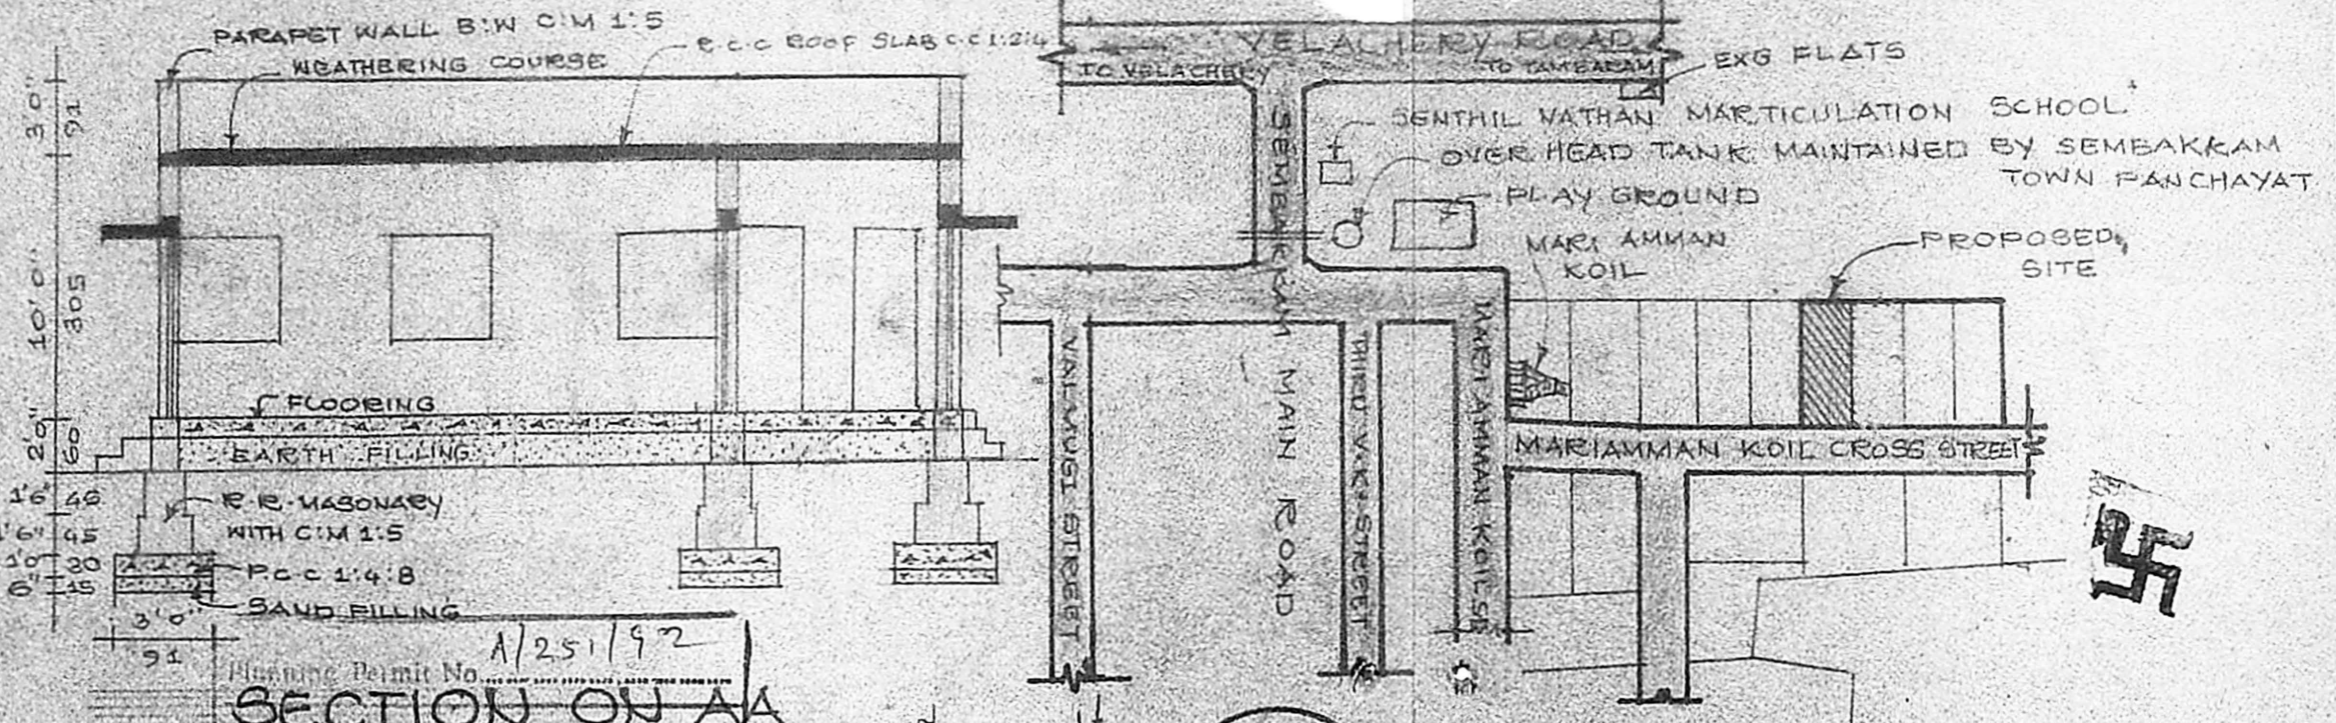 PARAPET WALL B:W C:M 1:5
WEATHERING COURSE
R.C.C ROOF SLAB C.C 1:2:4
3'0"
91
10'0"
305
2'0"
60
1'6" 45
1'6" 45
1'0" 30
6" 15
FLOORING
EARTH FILLING
R.R. MASONARY
WITH C:M 1:5
P.C.C 1:4:8
SAND FILLING
3'0"
91
Planning Permit No. A/251/92
SECTION ON AA
VELACHERY ROAD
TO VELACHERY
TO TAMBARAM
EXG FLATS
SENTHIL NATHAN MARTICULATION SCHOOL
OVER HEAD TANK MAINTAINED BY SEMBAKKAM
TOWN PANCHAYAT
PLAY GROUND
MARI AMMAN
KOIL
PROPOSED
SITE
SEMBAKKAM MAIN ROAD
VALMUSI STREET
THIRU V.K. STREET
MARIAMMAN KOIL ST
MARIAMMAN KOIL CROSS STREET